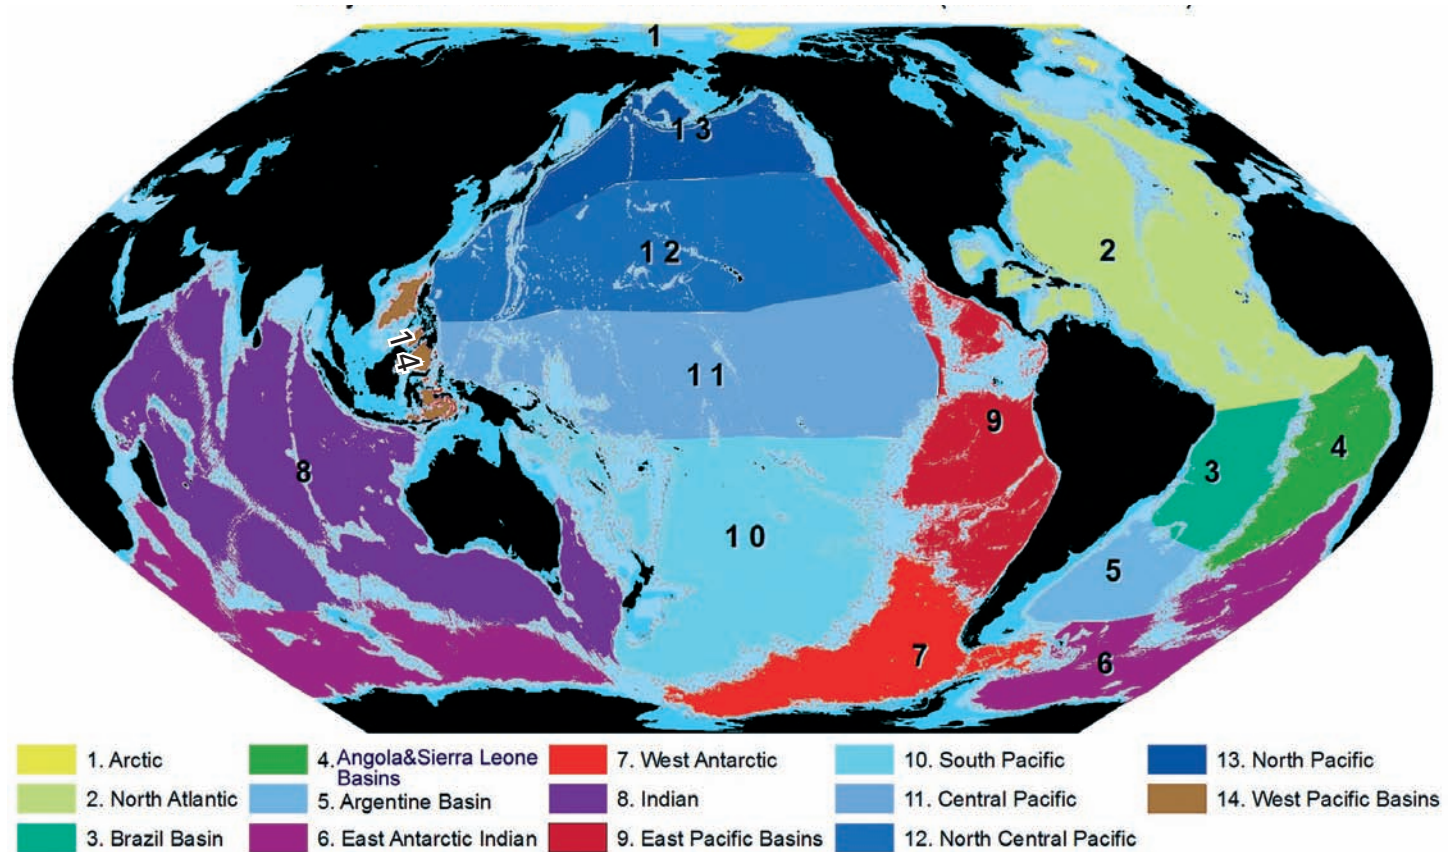 1
13
12
2
14
11
9
4
3
8
10
5
7
6
1. Arctic
2. North Atlantic
3. Brazil Basin
4. Angola&Sierra Leone
Basins
5. Argentine Basin
6. East Antarctic Indian
7. West Antarctic
8. Indian
9. East Pacific Basins
10. South Pacific
11. Central Pacific
12. North Central Pacific
13. North Pacific
14. West Pacific Basins